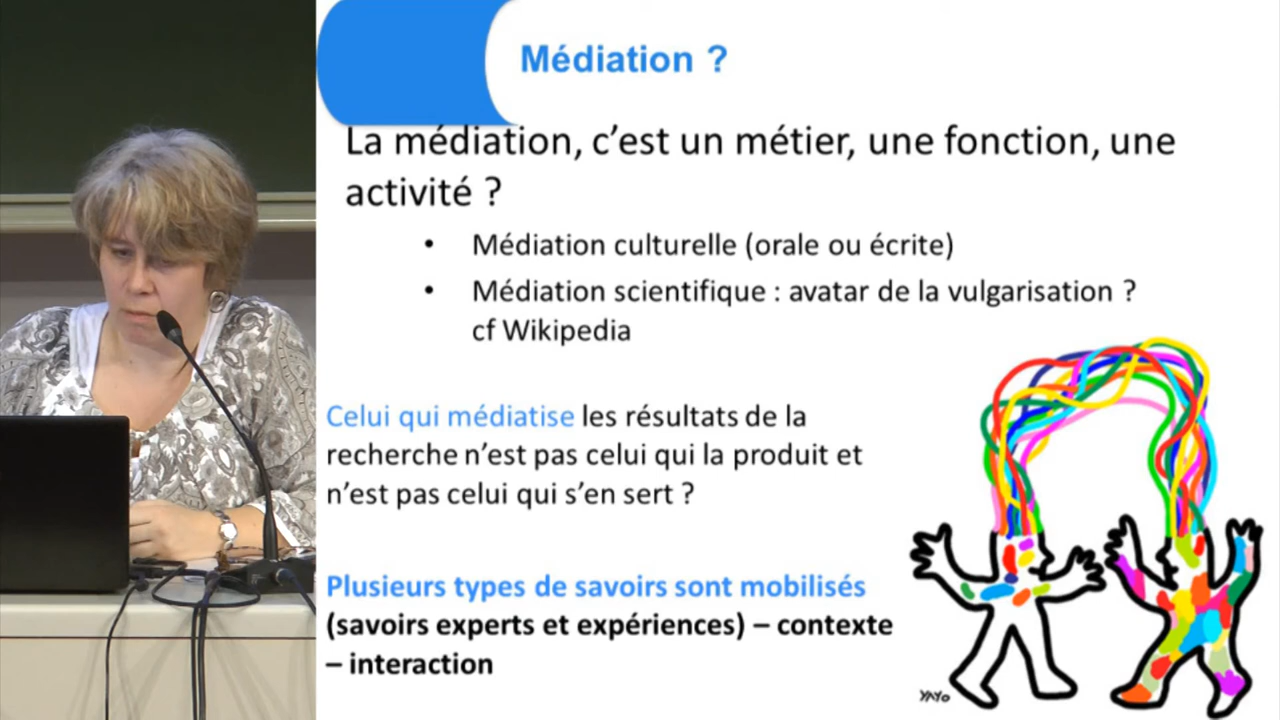 Médiation ?
La médiation, c’est un métier, une fonction, une
activité ?
• Médiation culturelle (orale ou écrite)
• Médiation scientifique : avatar de la vulgarisation ?
cf Wikipedia
Celui qui médiatise les résultats de la
recherche n’est pas celui qui la produit et
n’est pas celui qui s’en sert ?
Plusieurs types de savoirs sont mobilisés
(savoirs experts et expériences) – contexte
– interaction
YAYO